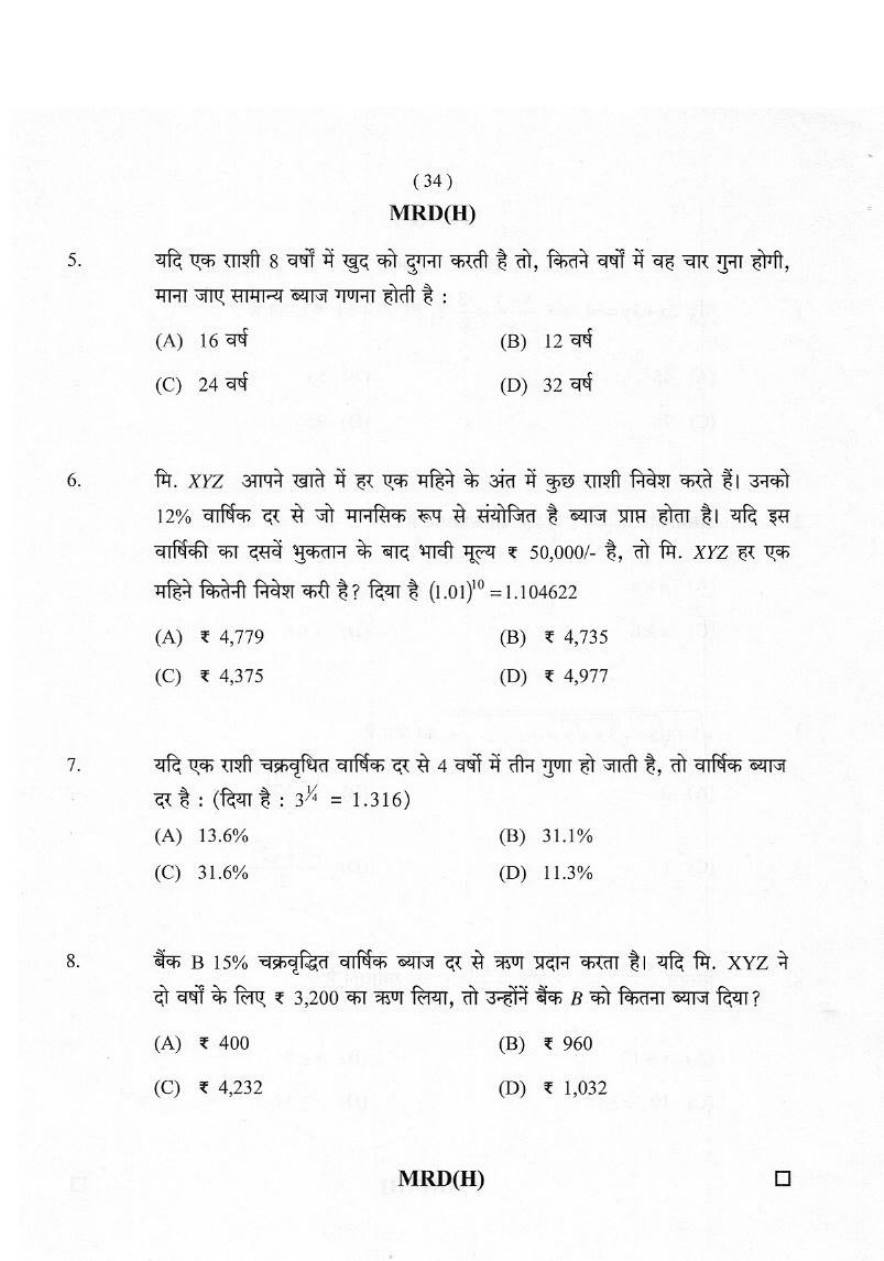 ( 34 )
MRD(H)
5. यदि एक रााशी 8 वर्षों में खुद को दुगना करती है तो, कितने वर्षों में वह चार गुना होगी,
माना जाए सामान्य ब्याज गणना होती है :
(A) 16 वर्ष (B) 12 वर्ष
(C) 24 वर्ष (D) 32 वर्ष
6. मि. XYZ आपने खाते में हर एक महिने के अंत में कुछ रााशी निवेश करते हैं। उनको
12% वार्षिक दर से जो मानसिक रूप से संयोजित है ब्याज प्राप्त होता है। यदि इस
वार्षिकी का दसवें भुकतान के बाद भावी मूल्य ₹ 50,000/- है, तो मि. XYZ हर एक
महिने कितेनी निवेश करी है? दिया है (1.01)¹⁰ = 1.104622
(A) ₹ 4,779 (B) ₹ 4,735
(C) ₹ 4,375 (D) ₹ 4,977
7. यदि एक राशी चक्रवृधित वार्षिक दर से 4 वर्षो में तीन गुणा हो जाती है, तो वार्षिक ब्याज
दर है : (दिया है : 3^¼ = 1.316)
(A) 13.6% (B) 31.1%
(C) 31.6% (D) 11.3%
8. बैंक B 15% चक्रवृद्धित वार्षिक ब्याज दर से ऋण प्रदान करता है। यदि मि. XYZ ने
दो वर्षों के लिए ₹ 3,200 का ऋण लिया, तो उन्होंनें बैंक B को कितना ब्याज दिया?
(A) ₹ 400 (B) ₹ 960
(C) ₹ 4,232 (D) ₹ 1,032
MRD(H)